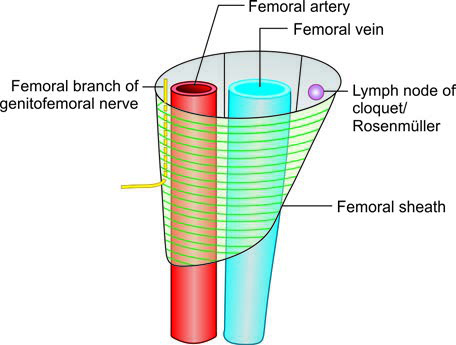 Femoral artery
Femoral vein
Femoral branch of
genitofemoral nerve
Lymph node of
cloquet/
Rosenmüller
Femoral sheath